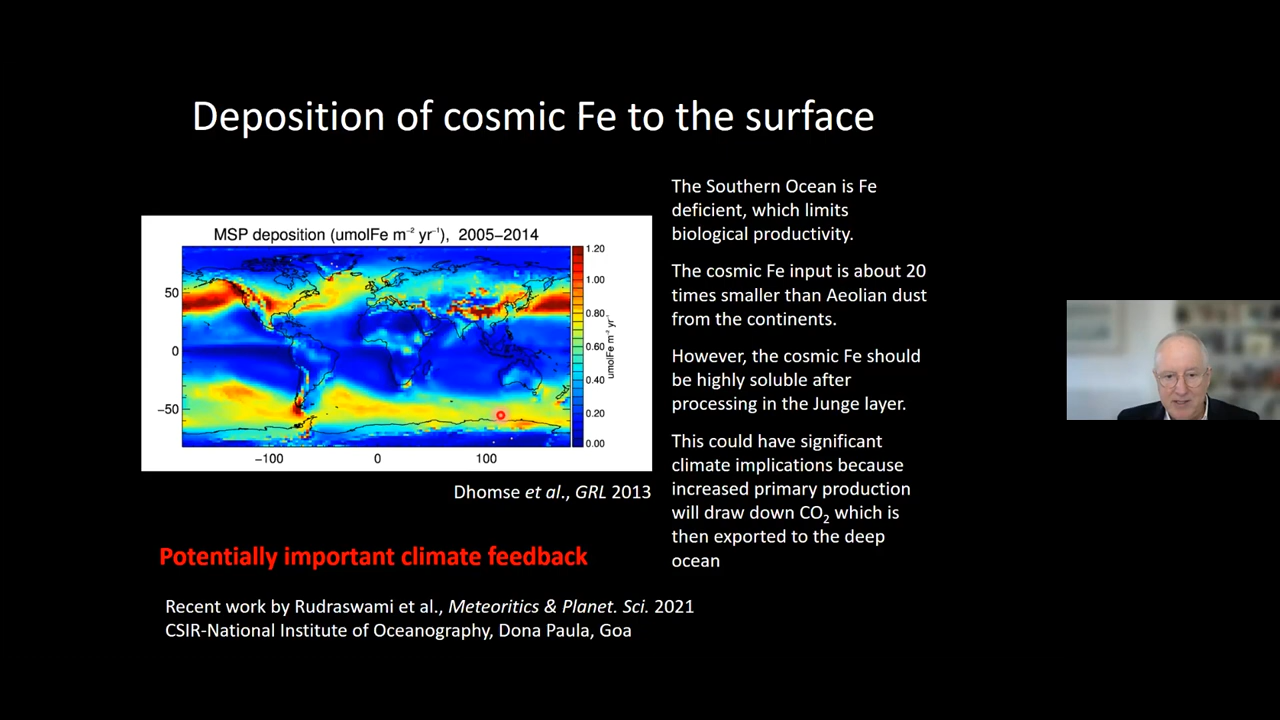 Deposition of cosmic Fe to the surface
MSP deposition (umolFe m⁻² yr⁻¹), 2005−2014
50
0
−50
−100
0
100
1.20
1.00
0.80
0.60
0.40
0.20
0.00
umolFe m⁻² yr⁻¹
Dhomse et al., GRL 2013
The Southern Ocean is Fe
deficient, which limits
biological productivity.
The cosmic Fe input is about 20
times smaller than Aeolian dust
from the continents.
However, the cosmic Fe should
be highly soluble after
processing in the Junge layer.
This could have significant
climate implications because
increased primary production
will draw down CO₂ which is
then exported to the deep
ocean
Potentially important climate feedback
Recent work by Rudraswami et al., Meteoritics & Planet. Sci. 2021
CSIR-National Institute of Oceanography, Dona Paula, Goa